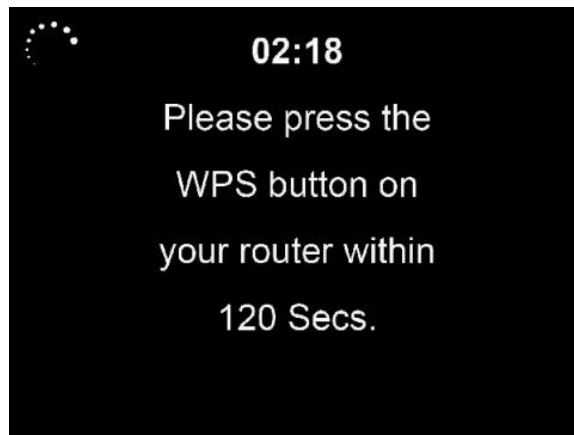 02:18
Please press the
WPS button on
your router within
120 Secs.